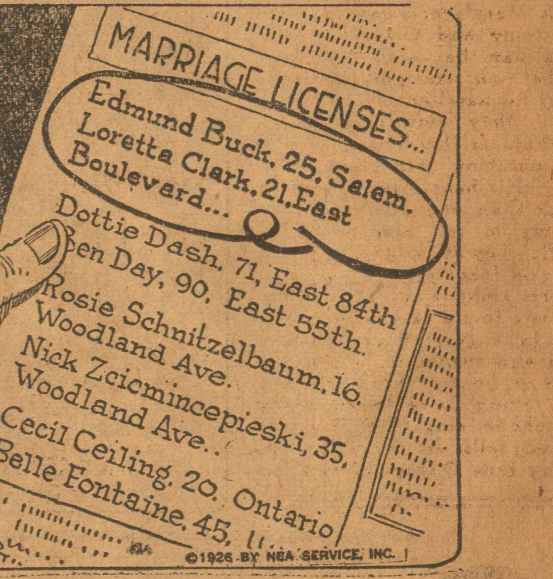 MARRIAGE LICENSES...
Edmund Buck, 25, Salem.
Loretta Clark, 21, East
Boulevard...
Dottie Dash, 71, East 84th
Ben Day, 90, East 55th.
Rosie Schnitzelbaum, 16,
Woodland Ave.
Nick Zcicmincepieski, 35,
Woodland Ave..
Cecil Ceiling, 20, Ontario
Belle Fontaine, 45,
©1926 BY NEA SERVICE, INC.